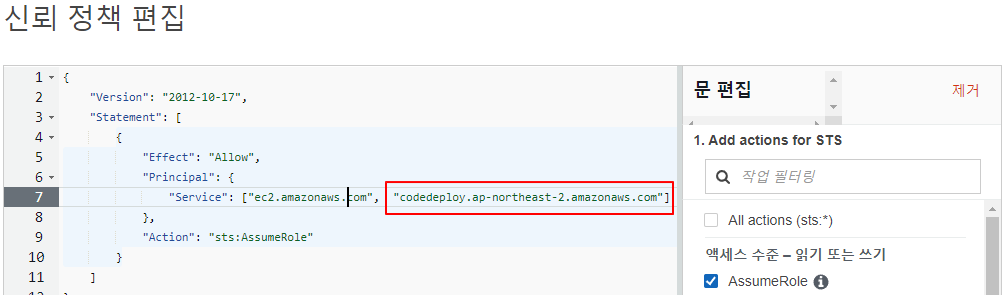 신뢰 정책 편집
1 {
2 "Version": "2012-10-17",
3 "Statement": [
4 {
5 "Effect": "Allow",
6 "Principal": {
7 "Service": ["ec2.amazonaws.com", "codedeploy.ap-northeast-2.amazonaws.com"]
8 },
9 "Action": "sts:AssumeRole"
10 }
11 ]
문 편집
제거
1. Add actions for STS
작업 필터링
All actions (sts:*)
액세스 수준 – 읽기 또는 쓰기
AssumeRole